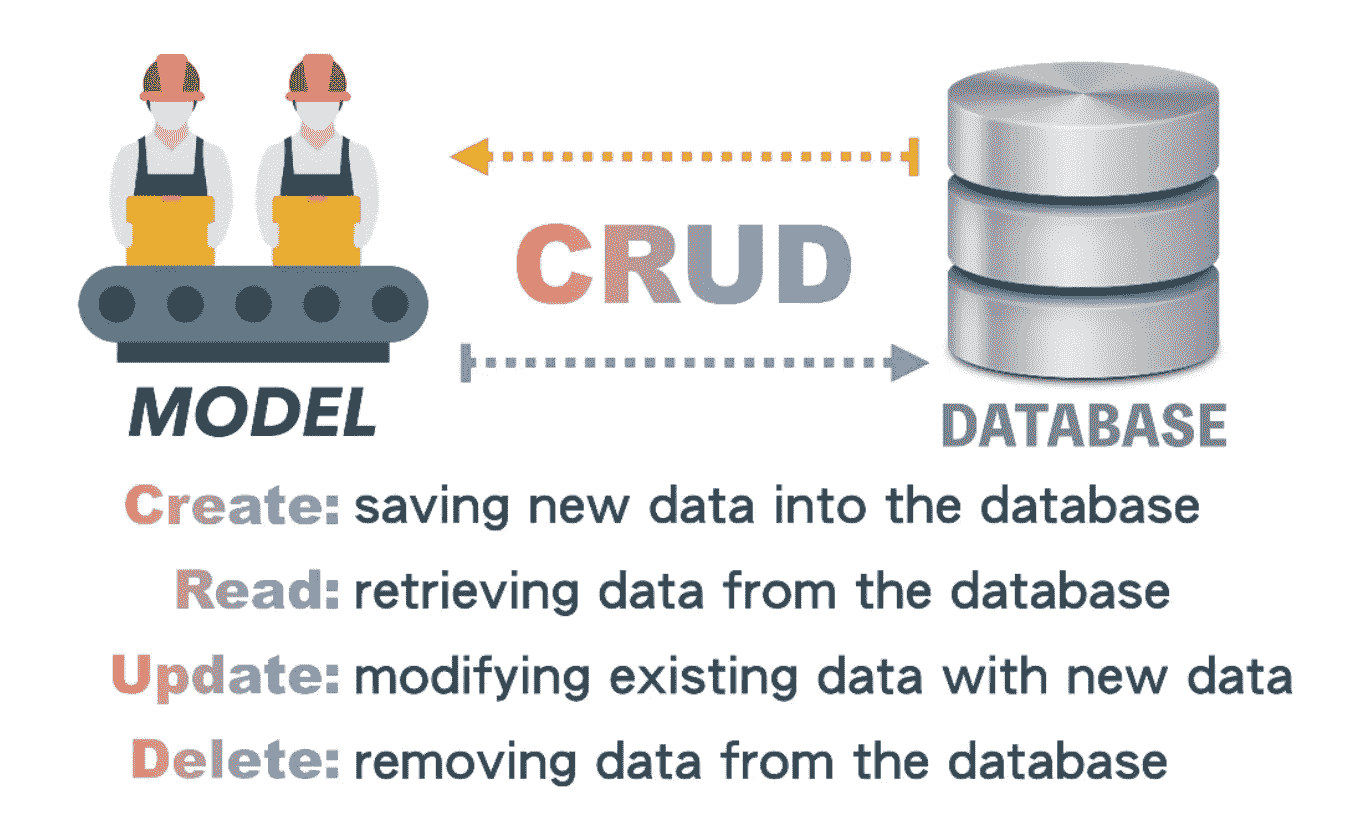 CRUD
MODEL
DATABASE
Create: saving new data into the database
Read: retrieving data from the database
Update: modifying existing data with new data
Delete: removing data from the database